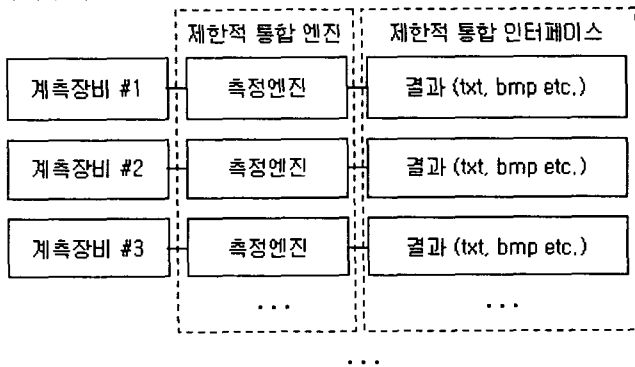 제한적 통합 엔진 제한적 통합 인터페이스
계측장비 #1 측정엔진 결과 (txt, bmp etc.)
계측장비 #2 측정엔진 결과 (txt, bmp etc.)
계측장비 #3 측정엔진 결과 (txt, bmp etc.)
... ...
...